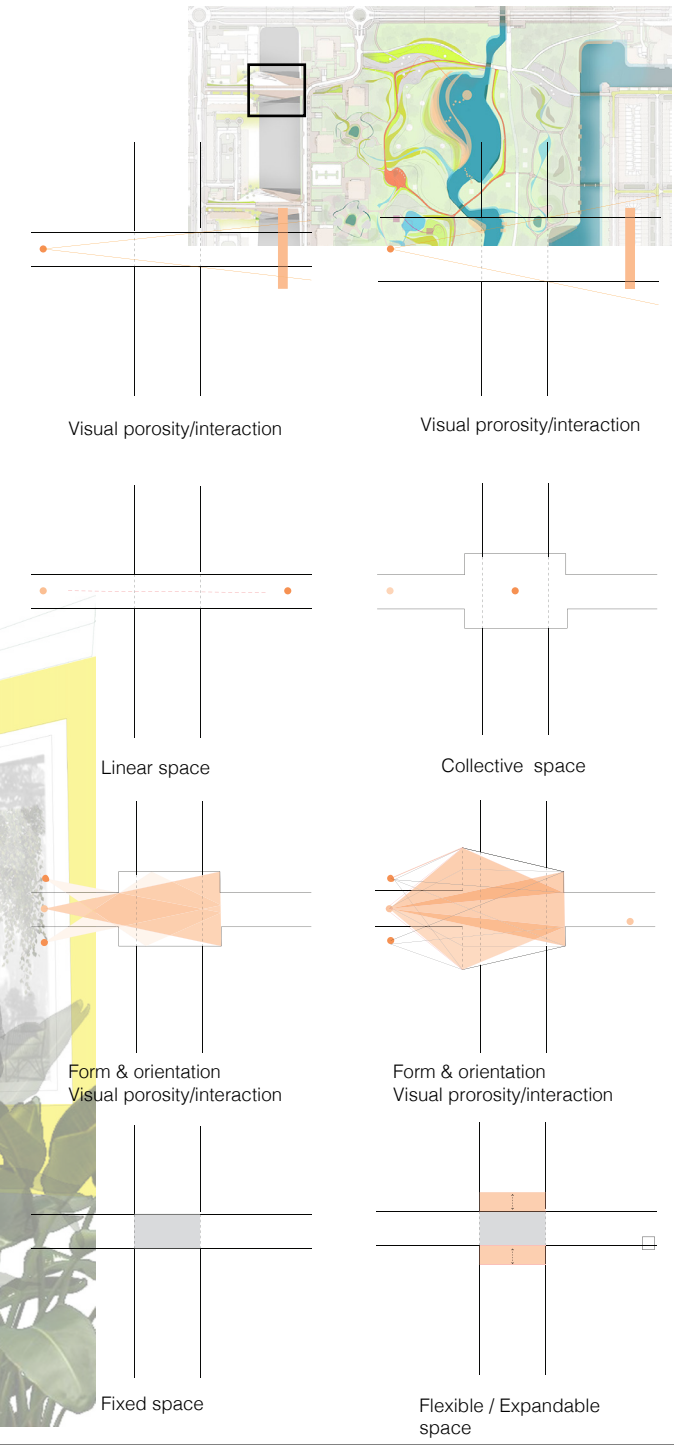 Visual porosity/interaction
Visual prorosity/interaction
Linear space
Collective space
Form & orientation
Visual porosity/interaction
Form & orientation
Visual prorosity/interaction
Fixed space
Flexible / Expandable
space